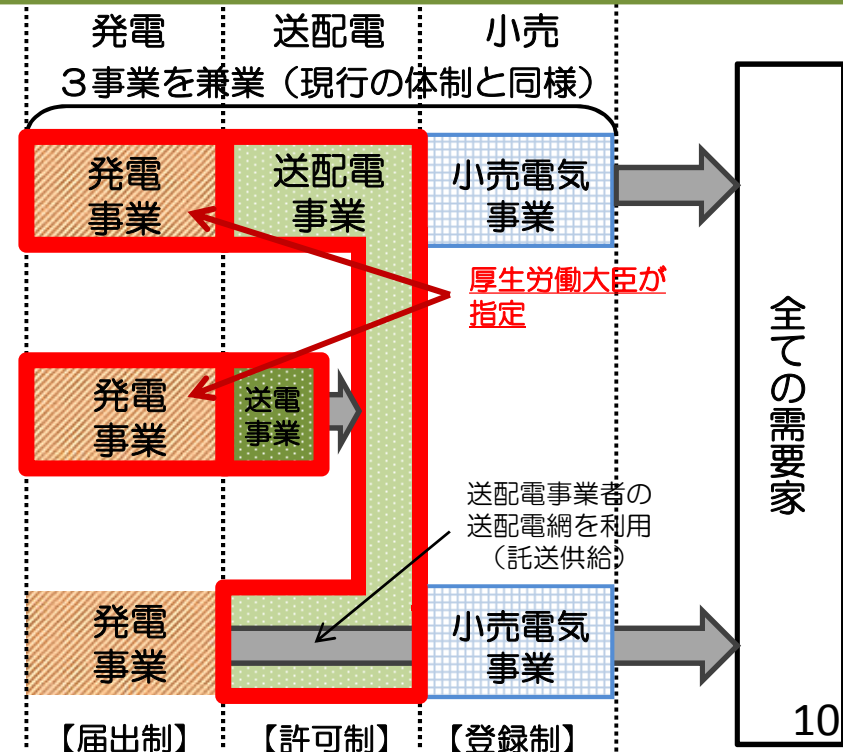 発電
送配電
小売
３事業を兼業（現行の体制と同様）
発電
事業
送配電
事業
小売電気
事業
厚生労働大臣が
指定
発電
事業
送電
事業
全ての需要家
送配電事業者の
送配電網を利用
（託送供給）
発電
事業
小売電気
事業
【届出制】
【許可制】
【登録制】
10